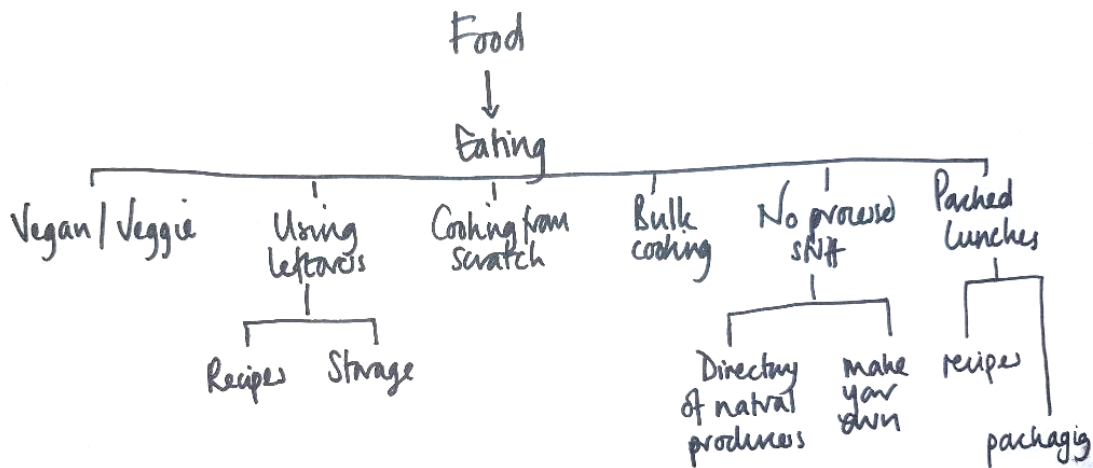 Food
Eating
Vegan / Veggie
Using
leftovers
Cooking from
scratch
Bulk
cooking
No processed
stuff
Packed
lunches
Recipes
Storage
Directory
of natural
producers
make
your
own
recipes
packaging